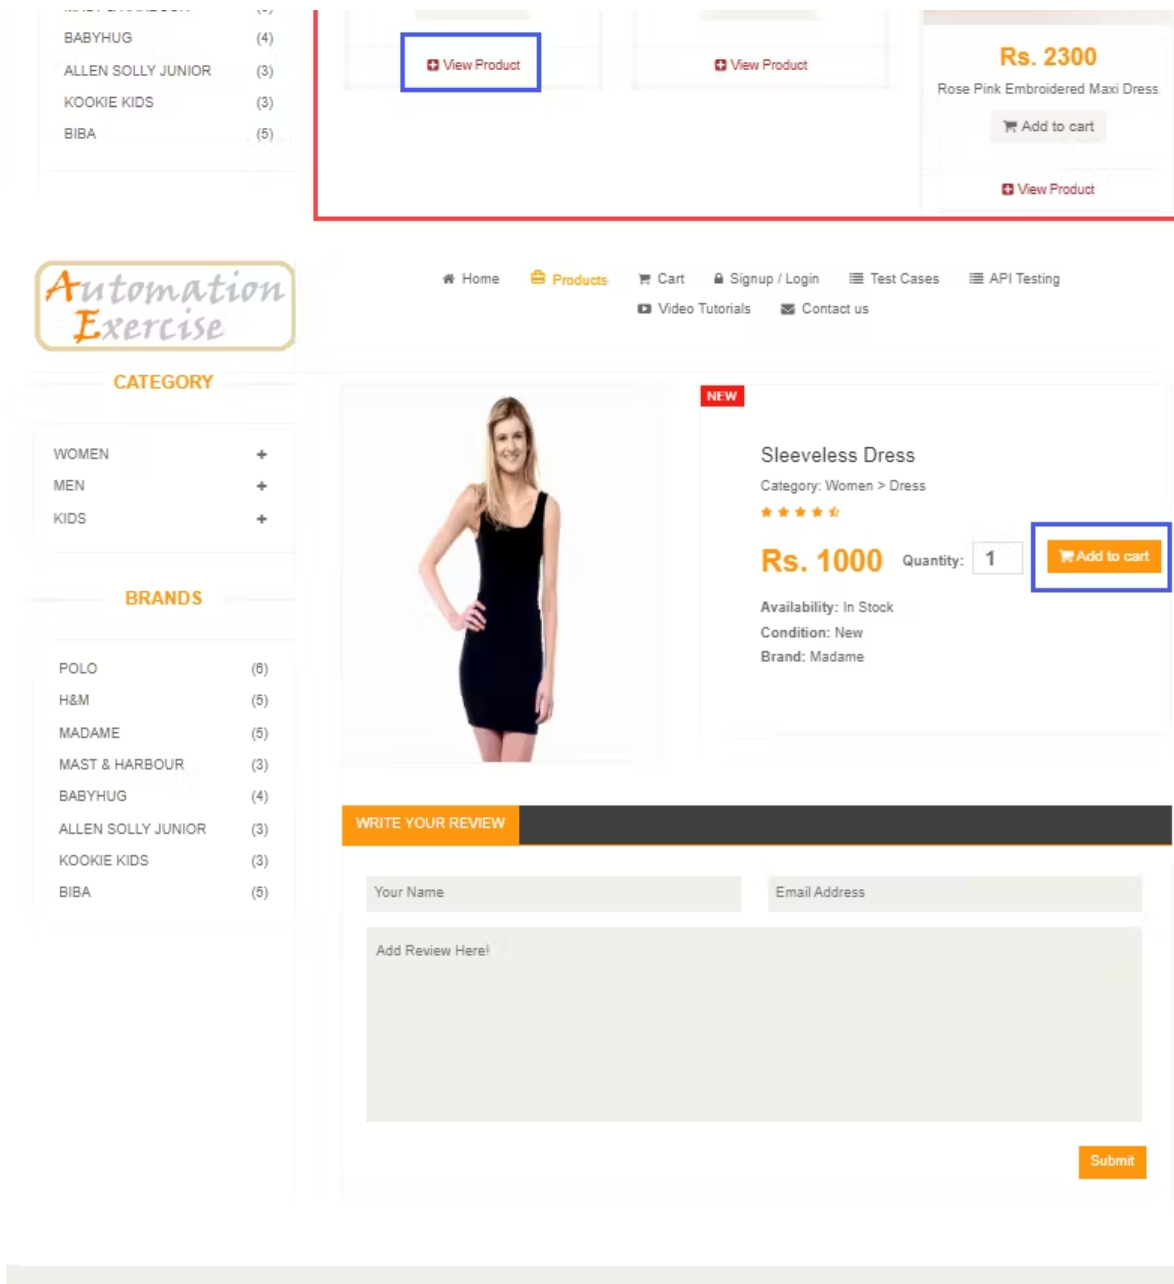 BABYHUG (4)
ALLEN SOLLY JUNIOR (3)
KOOKIE KIDS (3)
BIBA (5)
View Product
View Product
Rs. 2300
Rose Pink Embroidered Maxi Dress
Add to cart
View Product
Automation
Exercise
Home Products Cart Signup / Login Test Cases API Testing
Video Tutorials Contact us
CATEGORY
WOMEN +
MEN +
KIDS +
BRANDS
POLO (6)
H&M (5)
MADAME (5)
MAST & HARBOUR (3)
BABYHUG (4)
ALLEN SOLLY JUNIOR (3)
KOOKIE KIDS (3)
BIBA (5)
NEW
Sleeveless Dress
Category: Women > Dress
Rs. 1000 Quantity: 1 Add to cart
Availability: In Stock
Condition: New
Brand: Madame
WRITE YOUR REVIEW
Your Name Email Address
Add Review Here!
Submit